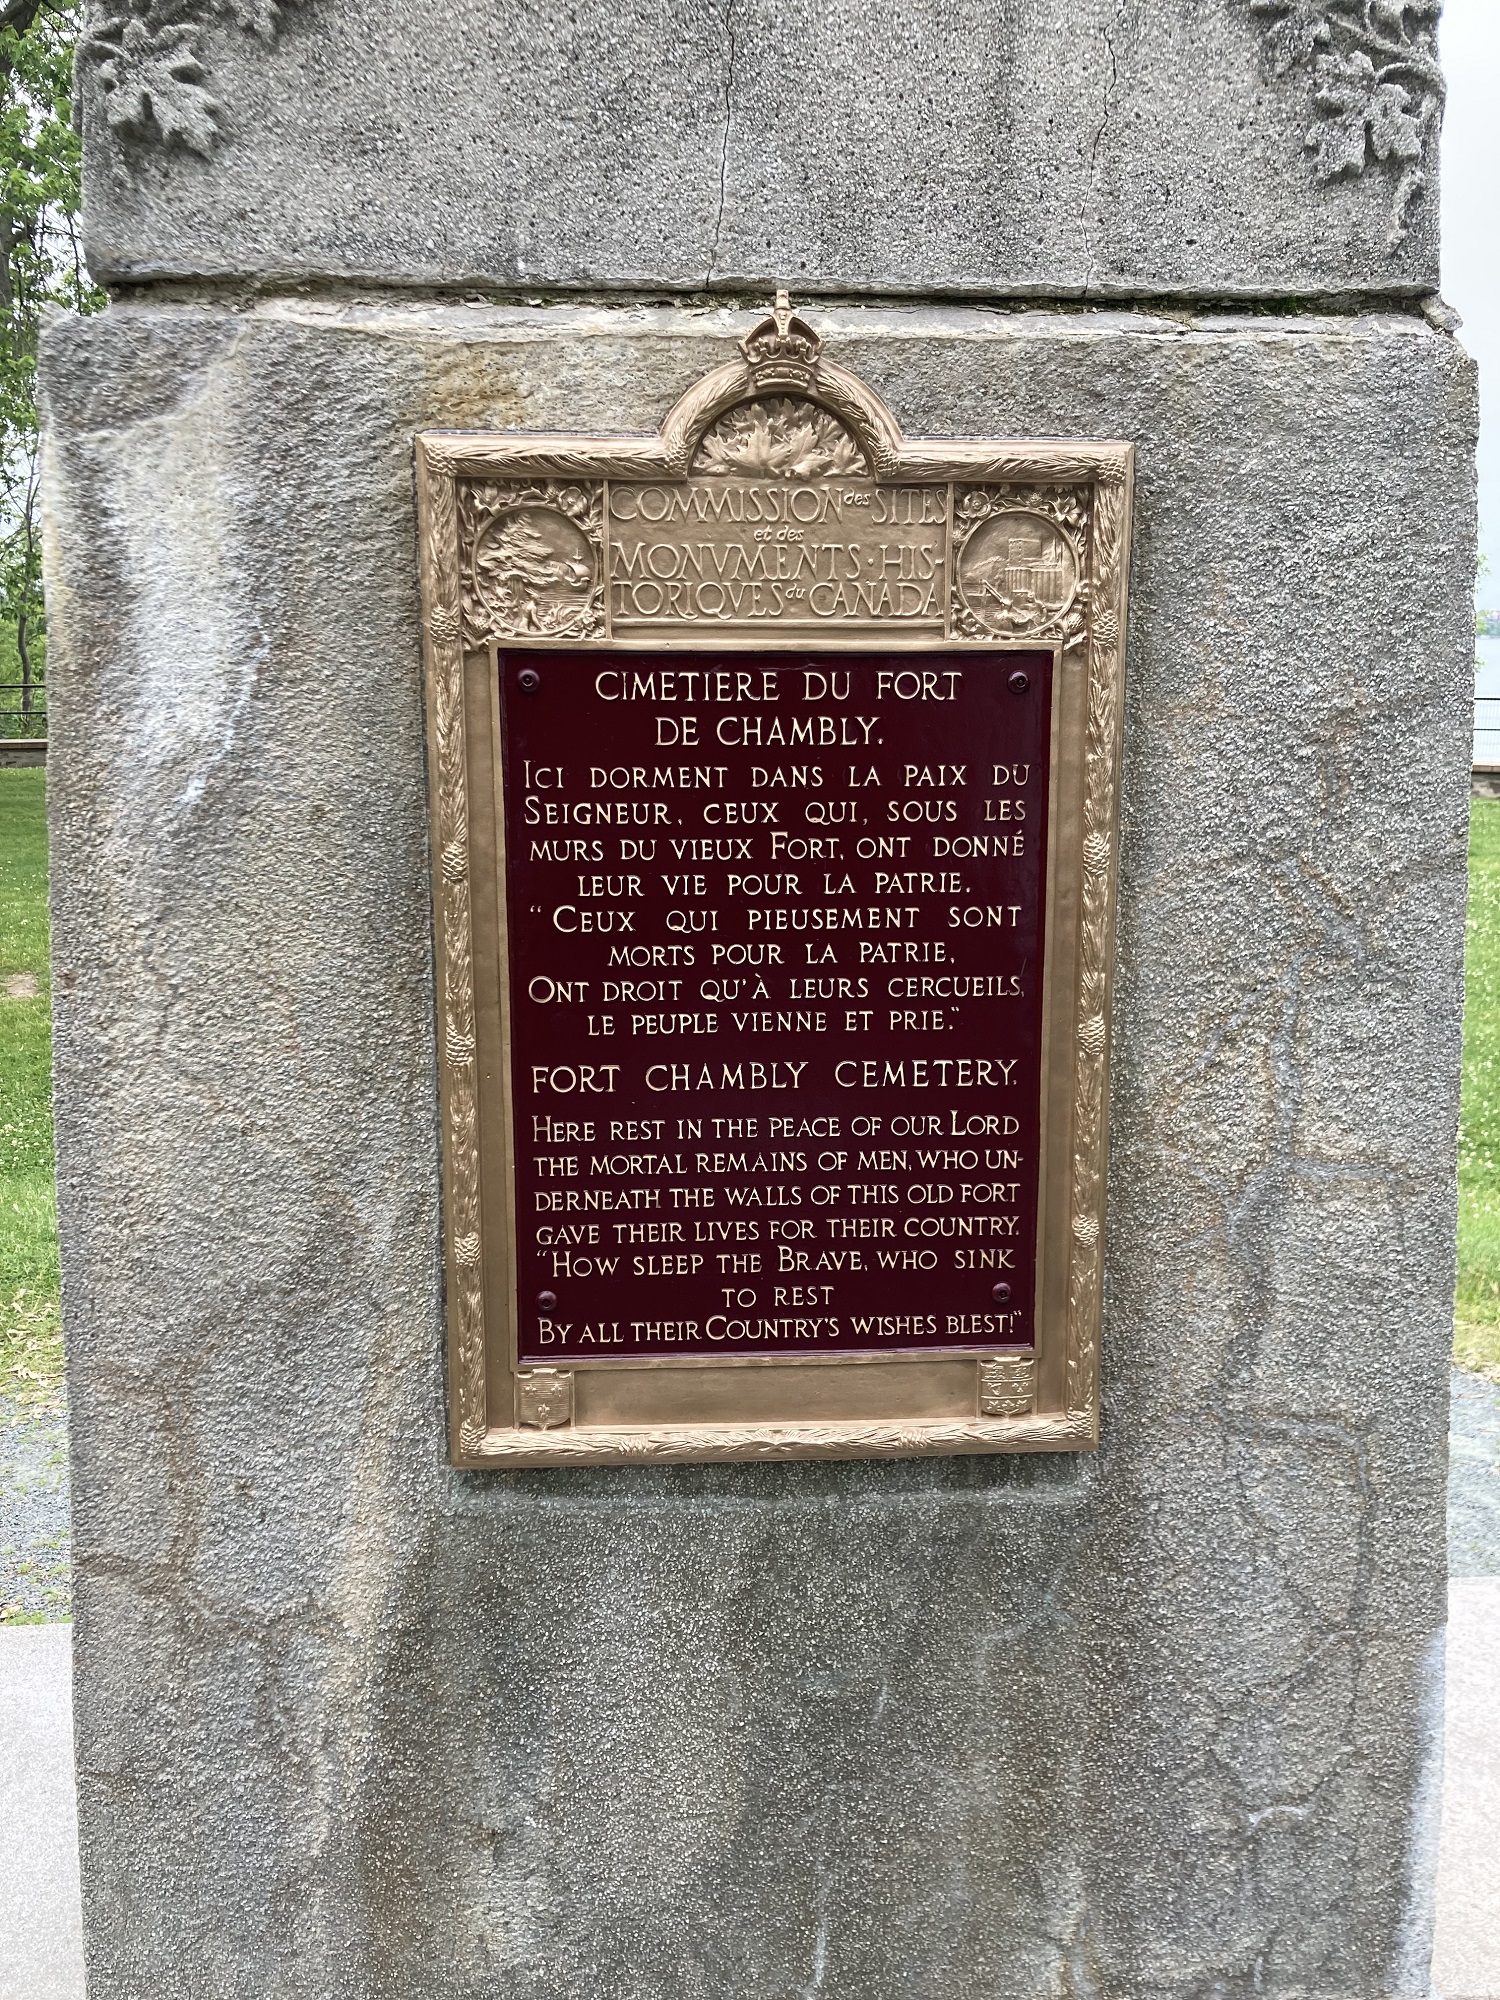 COMMISSION des SITES
et des
MONVMENTS · HIS-
TORIQVES du CANADA
CIMETIERE DU FORT
DE CHAMBLY.
ICI DORMENT DANS LA PAIX DU
SEIGNEUR, CEUX QUI, SOUS LES
MURS DU VIEUX FORT, ONT DONNÉ
LEUR VIE POUR LA PATRIE.
"CEUX QUI PIEUSEMENT SONT
MORTS POUR LA PATRIE,
ONT DROIT QU'À LEURS CERCUEILS,
LE PEUPLE VIENNE ET PRIE."
FORT CHAMBLY CEMETERY.
HERE REST IN THE PEACE OF OUR LORD
THE MORTAL REMAINS OF MEN, WHO UN-
DERNEATH THE WALLS OF THIS OLD FORT
GAVE THEIR LIVES FOR THEIR COUNTRY.
"HOW SLEEP THE BRAVE, WHO SINK
TO REST
BY ALL THEIR COUNTRY'S WISHES BLEST!"